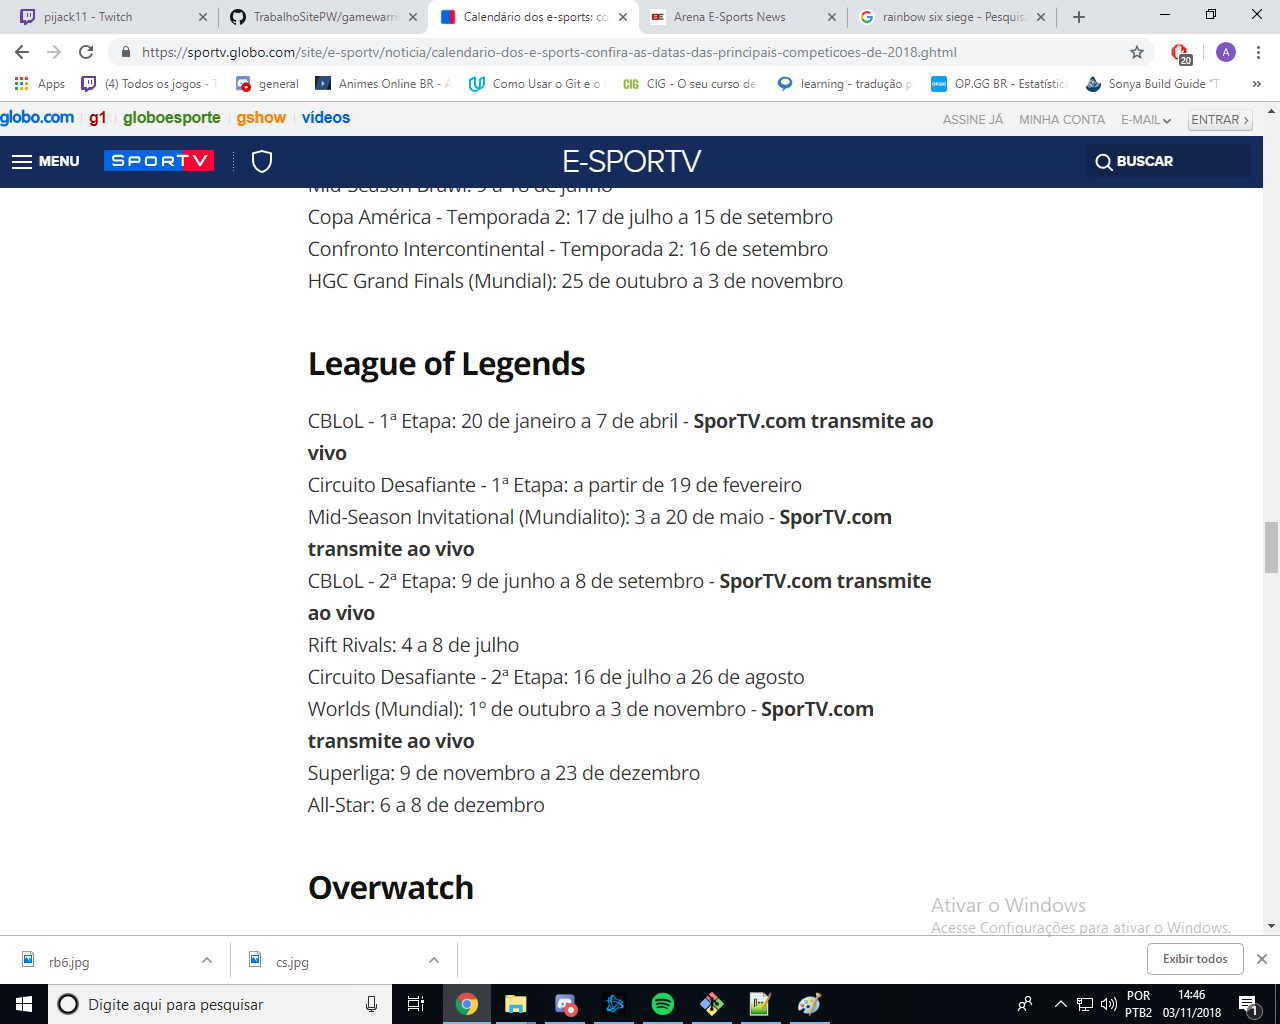 pijack11 - Twitch
TrabalhoSitePW/gamewarri
Calendário dos e-sports: co
Arena E-Sports News
rainbow six siege - Pesquis
https://sportv.globo.com/site/e-sportv/noticia/calendario-dos-e-sports-confira-as-datas-das-principais-competicoes-de-2018.ghtml
20
A
Apps
(4) Todos os jogos - T
general
Animes Online BR - A
Como Usar o Git e o
CIG CIG - O seu curso de
learning - tradução p
OP.GG OP.GG BR - Estatístic
Sonya Build Guide “T
»
globo.com g1 globoesporte gshow vídeos
ASSINE JÁ MINHA CONTA E-MAIL ENTRAR ›
MENU SPORTV E-SPORTV BUSCAR
Mid-Season Brawl: 9 a 18 de junho
Copa América - Temporada 2: 17 de julho a 15 de setembro
Confronto Intercontinental - Temporada 2: 16 de setembro
HGC Grand Finals (Mundial): 25 de outubro a 3 de novembro
League of Legends
CBLoL - 1ª Etapa: 20 de janeiro a 7 de abril - SporTV.com transmite ao
vivo
Circuito Desafiante - 1ª Etapa: a partir de 19 de fevereiro
Mid-Season Invitational (Mundialito): 3 a 20 de maio - SporTV.com
transmite ao vivo
CBLoL - 2ª Etapa: 9 de junho a 8 de setembro - SporTV.com transmite
ao vivo
Rift Rivals: 4 a 8 de julho
Circuito Desafiante - 2ª Etapa: 16 de julho a 26 de agosto
Worlds (Mundial): 1º de outubro a 3 de novembro - SporTV.com
transmite ao vivo
Superliga: 9 de novembro a 23 de dezembro
All-Star: 6 a 8 de dezembro
Overwatch
Ativar o Windows
Acesse Configurações para ativar o Windows.
rb6.jpg
cs.jpg
Exibir todos
Digite aqui para pesquisar
POR
PTB2
14:46
03/11/2018
1